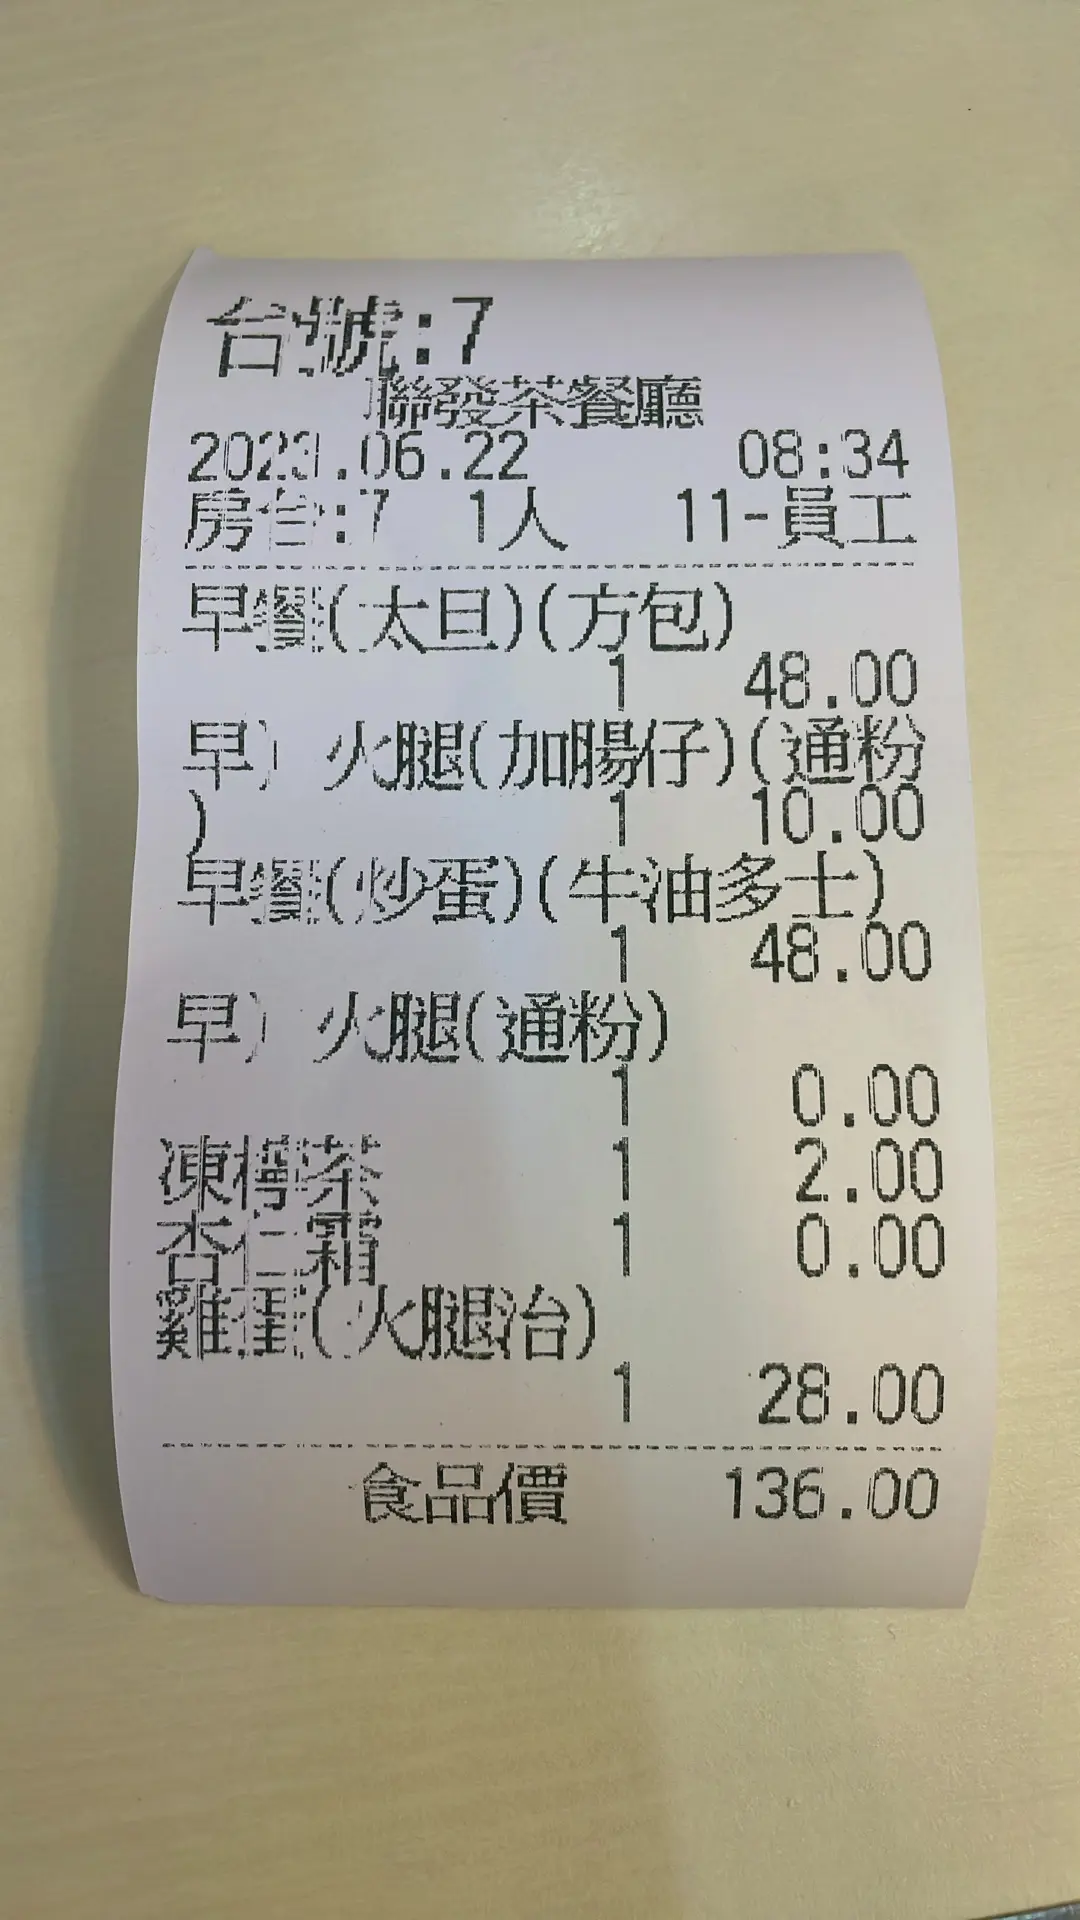 台號:7
聯發茶餐廳
2023.06.22 08:34
房台:7 1人 11-員工
早餐(太旦)(方包)
1 48.00
早) 火腿(加腸仔)(通粉
) 1 10.00
早餐(炒蛋)(牛油多士)
1 48.00
早) 火腿(通粉)
1 0.00
凍檸茶 1 2.00
杏仁霜 1 0.00
雞蛋(火腿治)
1 28.00
食品價 136.00